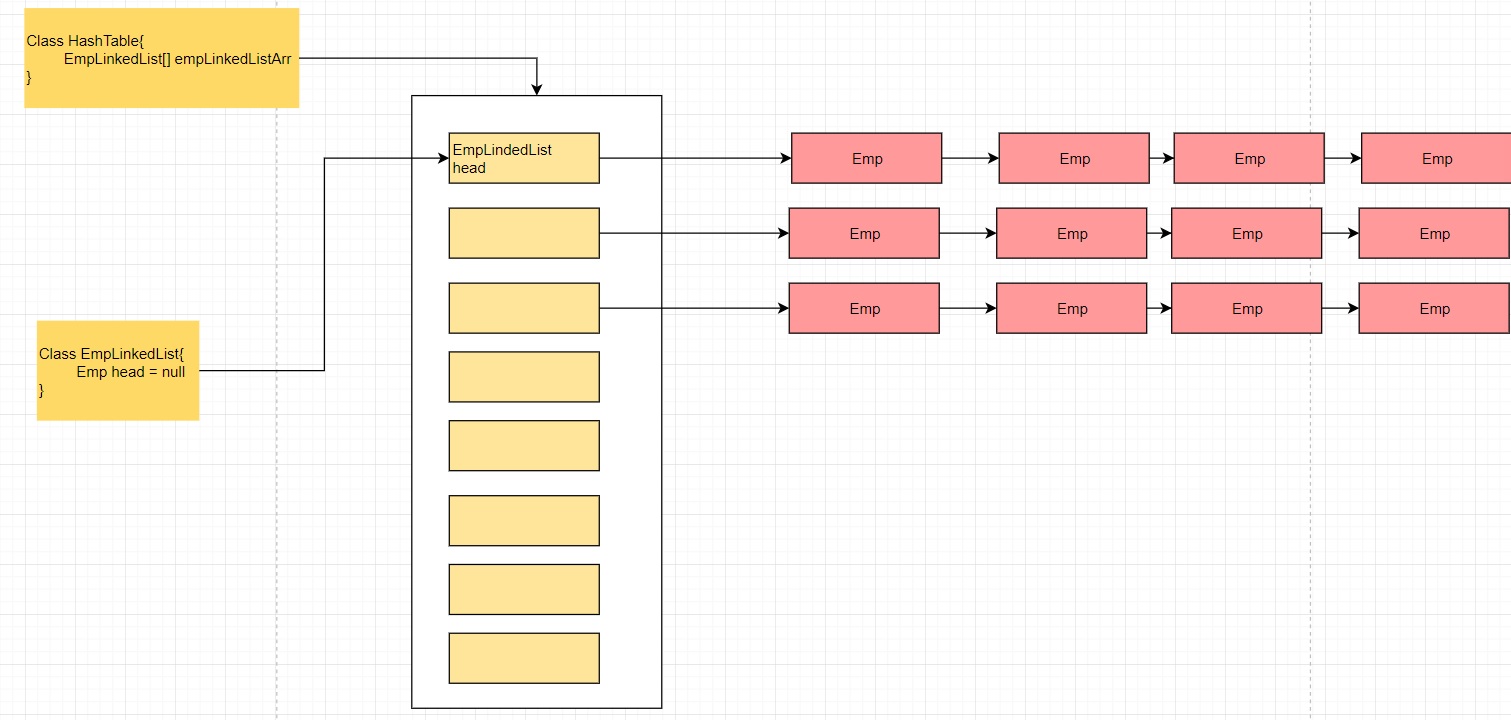 Class HashTable{
EmpLinkedList[] empLinkedListArr
}
EmpLindedList
head
Emp Emp Emp Emp
Emp Emp Emp Emp
Emp Emp Emp Emp
Class EmpLinkedList{
Emp head = null
}